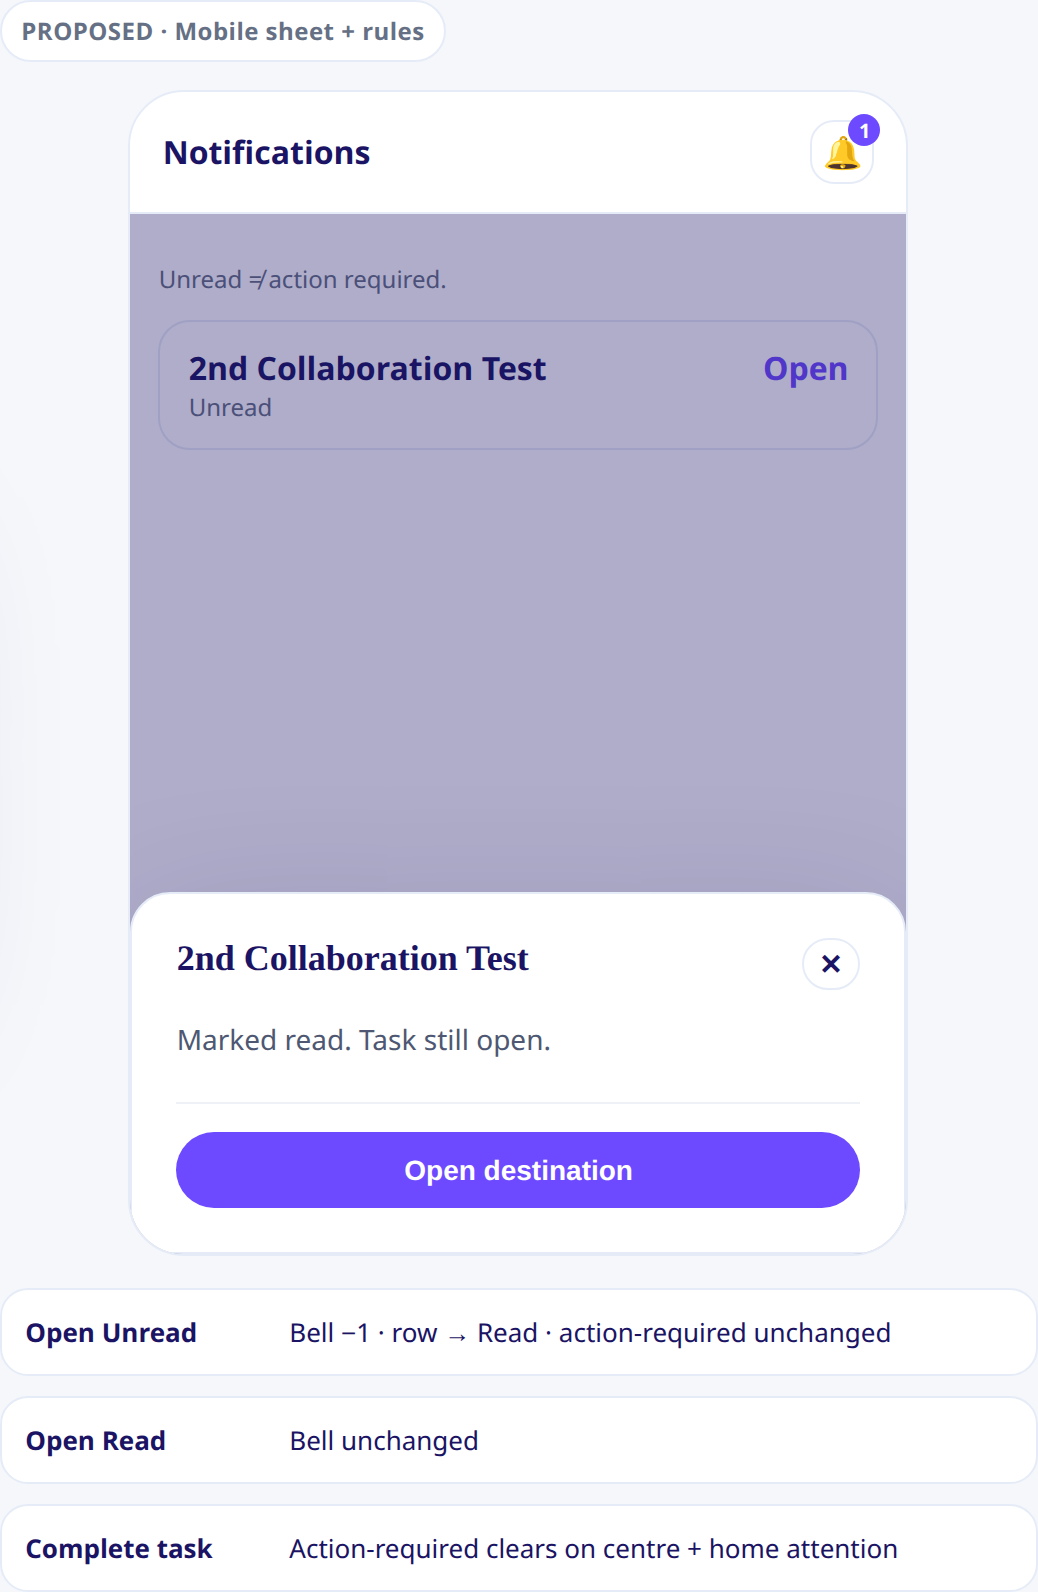 PROPOSED · Mobile sheet + rules
Notifications
1
Unread ≠ action required.
2nd Collaboration Test
Open
Unread
2nd Collaboration Test
✕
Marked read. Task still open.
Open destination
Open Unread
Bell −1 · row → Read · action-required unchanged
Open Read
Bell unchanged
Complete task
Action-required clears on centre + home attention